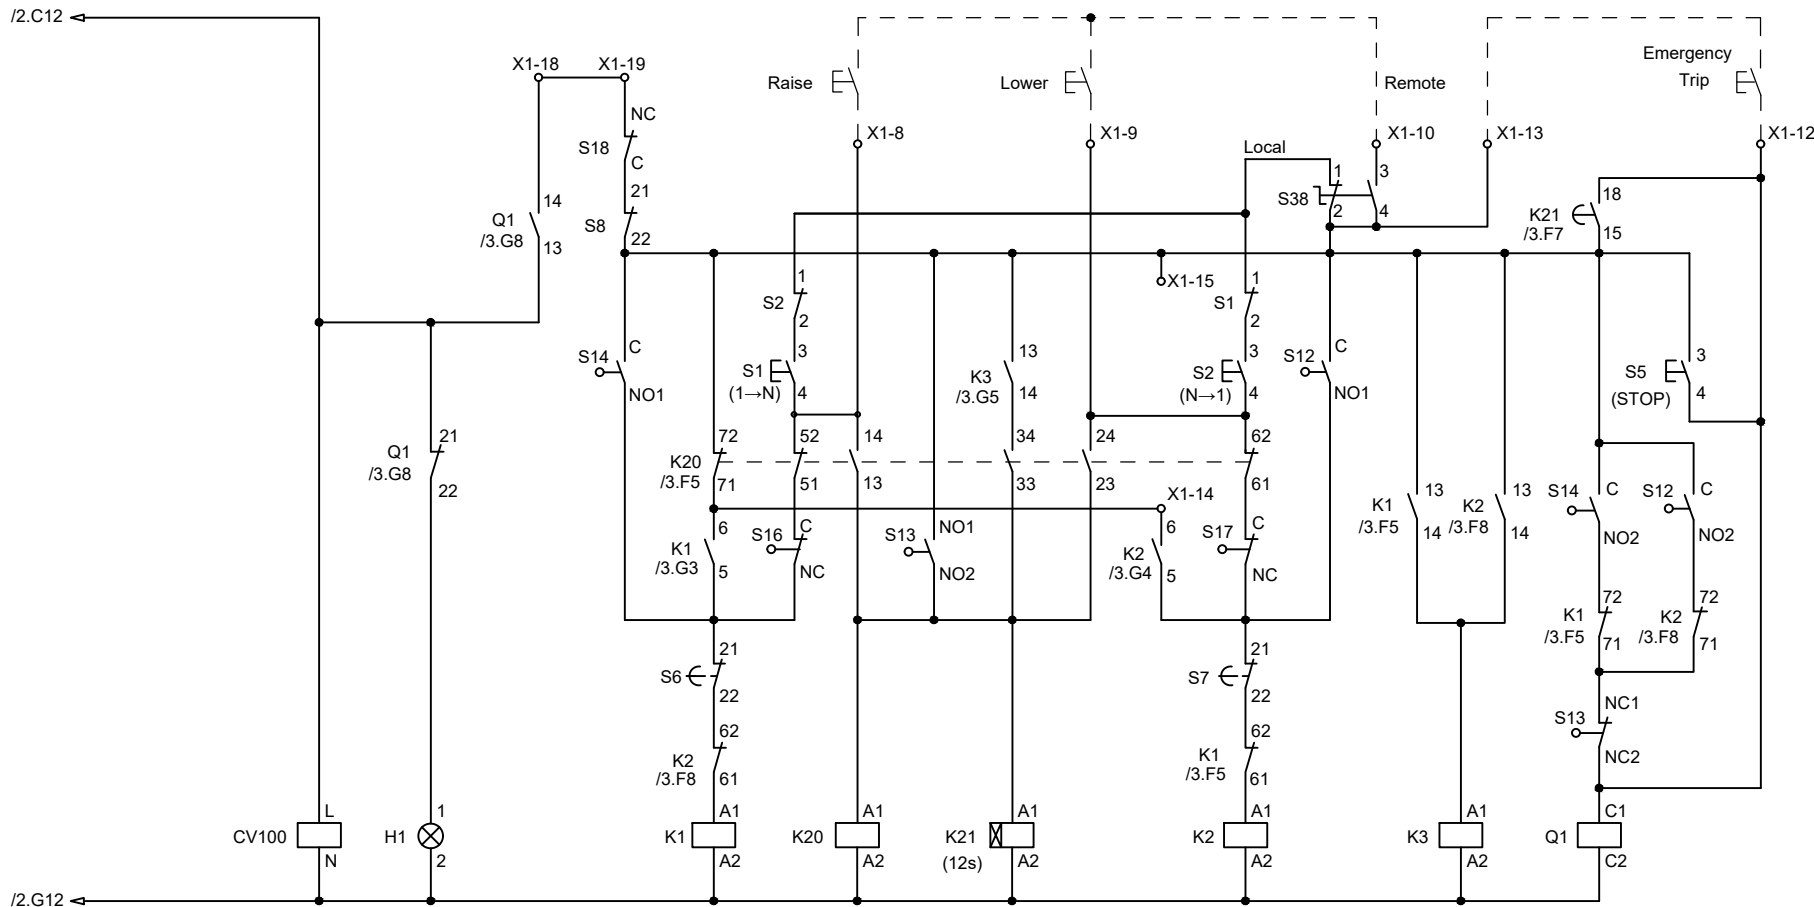 /2.C12
X1-18
X1-19
Raise
Lower
Remote
Emergency
Trip
NC
S18
C
X1-8
X1-9
X1-10
X1-13
X1-12
Local
21
S8
22
14
Q1
/3.G8
13
1
S38
2
3
4
18
K21
/3.F7
15
X1-15
1
S2
2
1
S1
2
C
S14
NO1
3
S1
(1→N)
4
13
K3
/3.G5
14
3
S2
(N→1)
4
C
S12
NO1
3
S5
(STOP)
4
21
Q1
/3.G8
22
72
K20
/3.F5
71
52
51
14
13
34
33
24
23
62
61
X1-14
6
K1
/3.G3
5
C
S16
NC
NO1
S13
NO2
6
K2
/3.G4
5
C
S17
NC
13
K1
/3.F5
14
13
K2
/3.F8
14
C
S14
NO2
C
S12
NO2
72
K1
/3.F5
71
72
K2
/3.F8
71
21
S6
22
21
S7
22
NC1
S13
NC2
62
K2
/3.F8
61
62
K1
/3.F5
61
L
CV100
N
1
H1
2
A1
K1
A2
A1
K20
A2
A1
K21
(12s)
A2
A1
K2
A2
A1
K3
A2
C1
Q1
C2
/2.G12